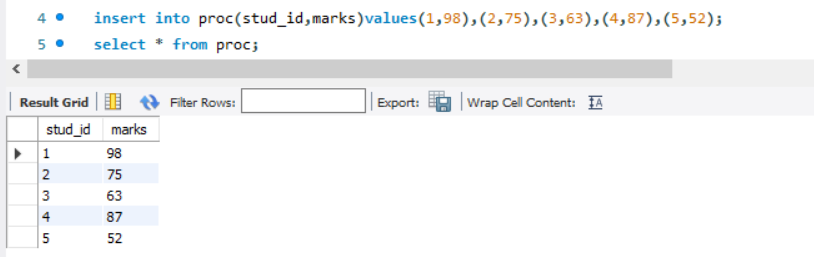 4 insert into proc(stud_id,marks)values(1,98),(2,75),(3,63),(4,87),(5,52);
5 select * from proc;
Result Grid Filter Rows: Export: Wrap Cell Content: IA
stud_id marks
1 98
2 75
3 63
4 87
5 52